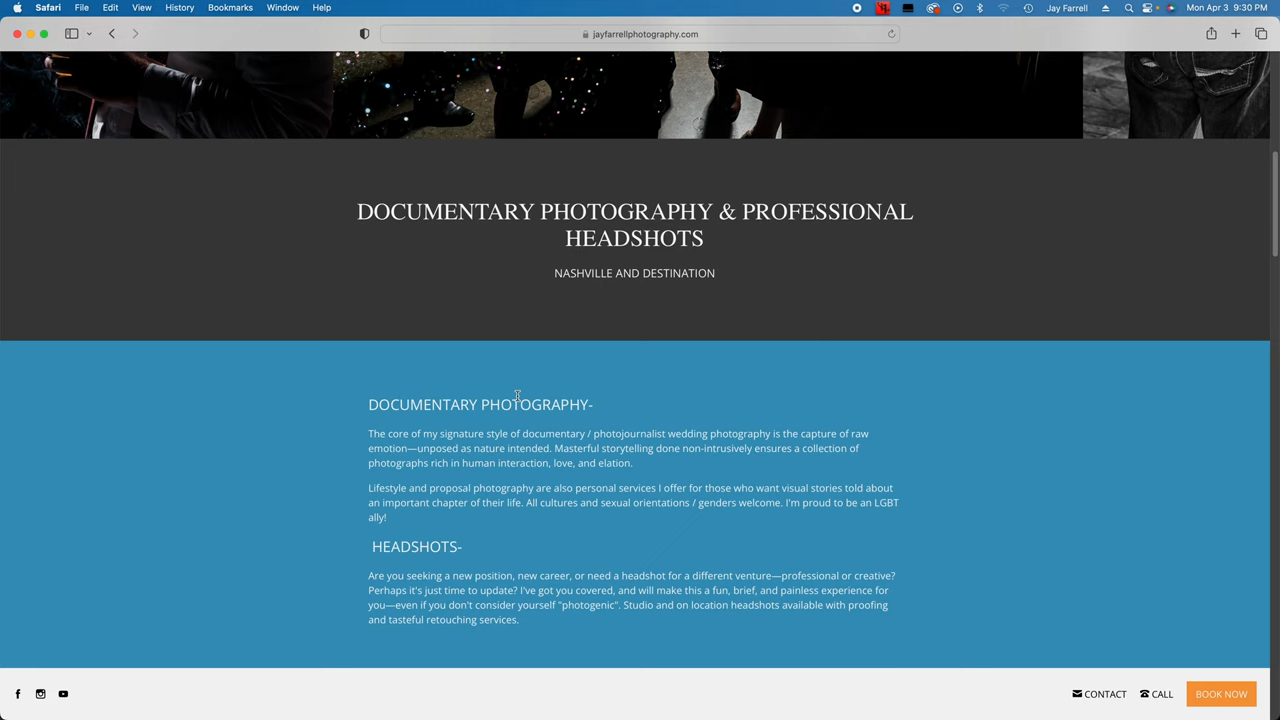 Safari File Edit View History Bookmarks Window Help Jay Farrell Mon Apr 3 9:30 PM
jayfarrellphotography.com
DOCUMENTARY PHOTOGRAPHY & PROFESSIONAL
HEADSHOTS
NASHVILLE AND DESTINATION
DOCUMENTARY PHOTOGRAPHY-
The core of my signature style of documentary / photojournalist wedding photography is the capture of raw
emotion—unposed as nature intended. Masterful storytelling done non-intrusively ensures a collection of
photographs rich in human interaction, love, and elation.
Lifestyle and proposal photography are also personal services I offer for those who want visual stories told about
an important chapter of their life. All cultures and sexual orientations / genders welcome. I'm proud to be an LGBT
ally!
HEADSHOTS-
Are you seeking a new position, new career, or need a headshot for a different venture—professional or creative?
Perhaps it's just time to update? I've got you covered, and will make this a fun, brief, and painless experience for
you—even if you don't consider yourself "photogenic". Studio and on location headshots available with proofing
and tasteful retouching services.
CONTACT CALL BOOK NOW